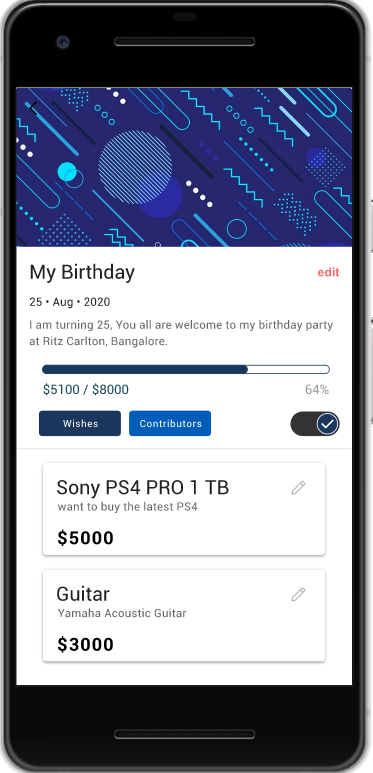 My Birthday
edit
25 • Aug • 2020
I am turning 25, You all are welcome to my birthday party
at Ritz Carlton, Bangalore.
$5100 / $8000
64%
Wishes
Contributors
Sony PS4 PRO 1 TB
want to buy the latest PS4
$5000
Guitar
Yamaha Acoustic Guitar
$3000